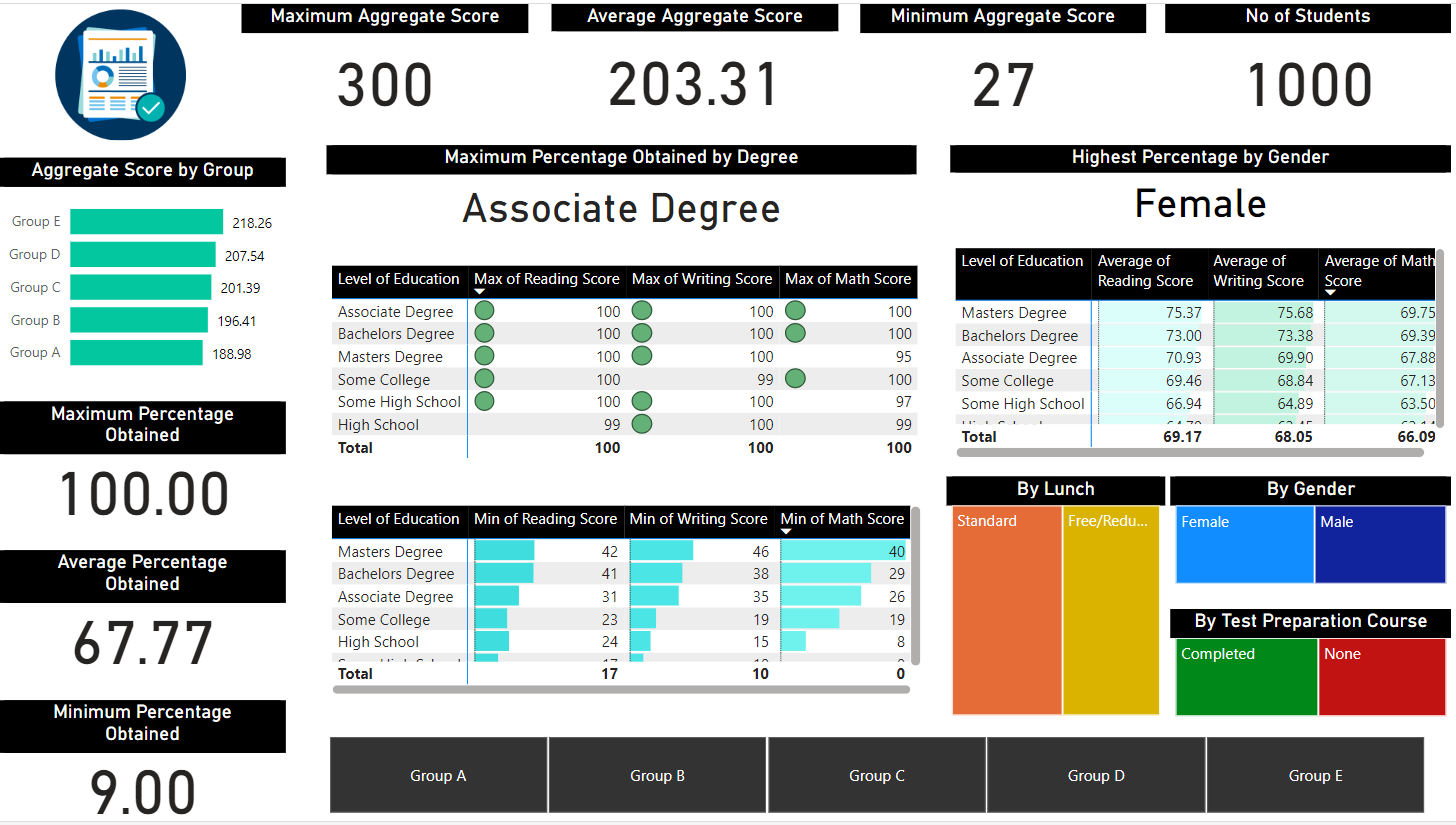 Maximum Aggregate Score
300
Average Aggregate Score
203.31
Minimum Aggregate Score
27
No of Students
1000
Aggregate Score by Group
Group E 218.26
Group D 207.54
Group C 201.39
Group B 196.41
Group A 188.98
Maximum Percentage
Obtained
100.00
Average Percentage
Obtained
67.77
Minimum Percentage
Obtained
9.00
Maximum Percentage Obtained by Degree
Associate Degree
Level of Education Max of Reading Score Max of Writing Score Max of Math Score
Associate Degree 100 100 100
Bachelors Degree 100 100 100
Masters Degree 100 100 95
Some College 100 99 100
Some High School 100 100 97
High School 99 100 99
Total 100 100 100
Level of Education Min of Reading Score Min of Writing Score Min of Math Score
Masters Degree 42 46 40
Bachelors Degree 41 38 29
Associate Degree 31 35 26
Some College 23 19 19
High School 24 15 8
Total 17 10 0
Highest Percentage by Gender
Female
Level of Education Average of Average of Average of Math
Reading Score Writing Score Score
Masters Degree 75.37 75.68 69.75
Bachelors Degree 73.00 73.38 69.39
Associate Degree 70.93 69.90 67.88
Some College 69.46 68.84 67.13
Some High School 66.94 64.89 63.50
Total 69.17 68.05 66.09
By Lunch
Standard
Free/Redu...
By Gender
Female
Male
By Test Preparation Course
Completed
None
Group A
Group B
Group C
Group D
Group E